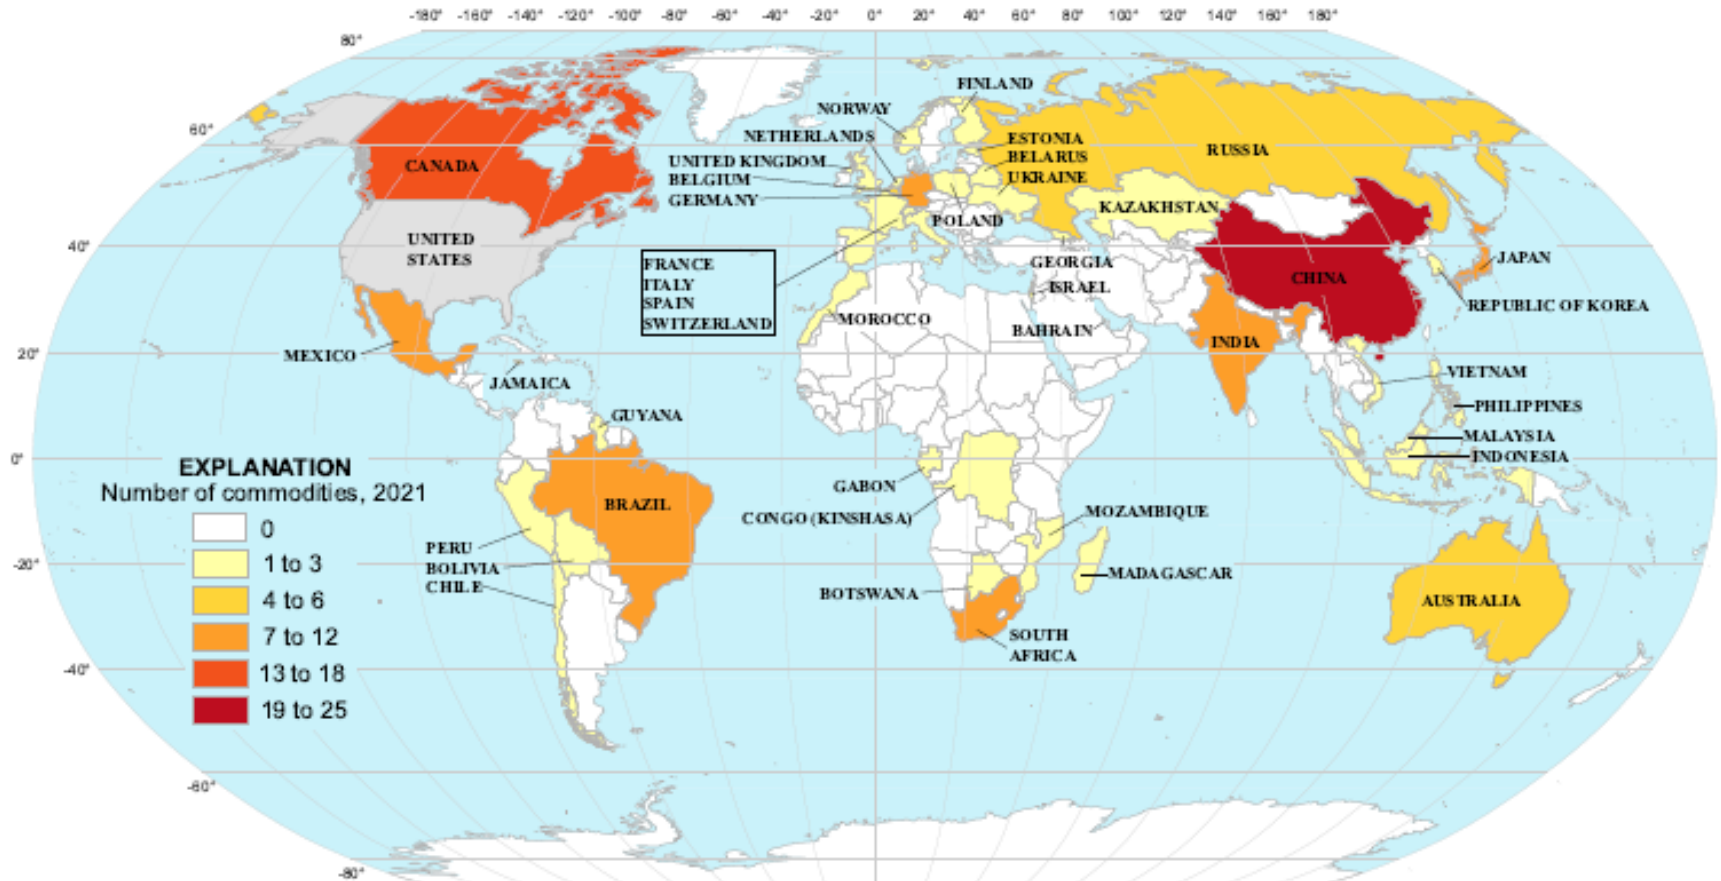 -180° -160° -140° -120° -100° -80° -60° -40° -20° 0° 20° 40° 60° 80° 100° 120° 140° 160° 180°
80°
60°
40°
20°
0°
-20°
-40°
-60°
-80°
FINLAND
NORWAY
NETHERLANDS
ESTONIA
RUSSIA
UNITED KINGDOM
BELARUS
CANADA
BELGIUM
UKRAINE
GERMANY
KAZAKHSTAN
POLAND
UNITED
STATES
FRANCE
ITALY
SPAIN
SWITZERLAND
GEORGIA
JAPAN
CHINA
ISRAEL
REPUBLIC OF KOREA
MOROCCO
BAHRAIN
INDIA
MEXICO
JAMAICA
VIETNAM
GUYANA
PHILIPPINES
MALAYSIA
INDONESIA
EXPLANATION
Number of commodities, 2021
0
1 to 3
4 to 6
7 to 12
13 to 18
19 to 25
GABON
BRAZIL
CONGO (KINSHASA)
MOZAMBIQUE
PERU
BOLIVIA
CHILE
MADAGASCAR
BOTSWANA
AUSTRALIA
SOUTH
AFRICA